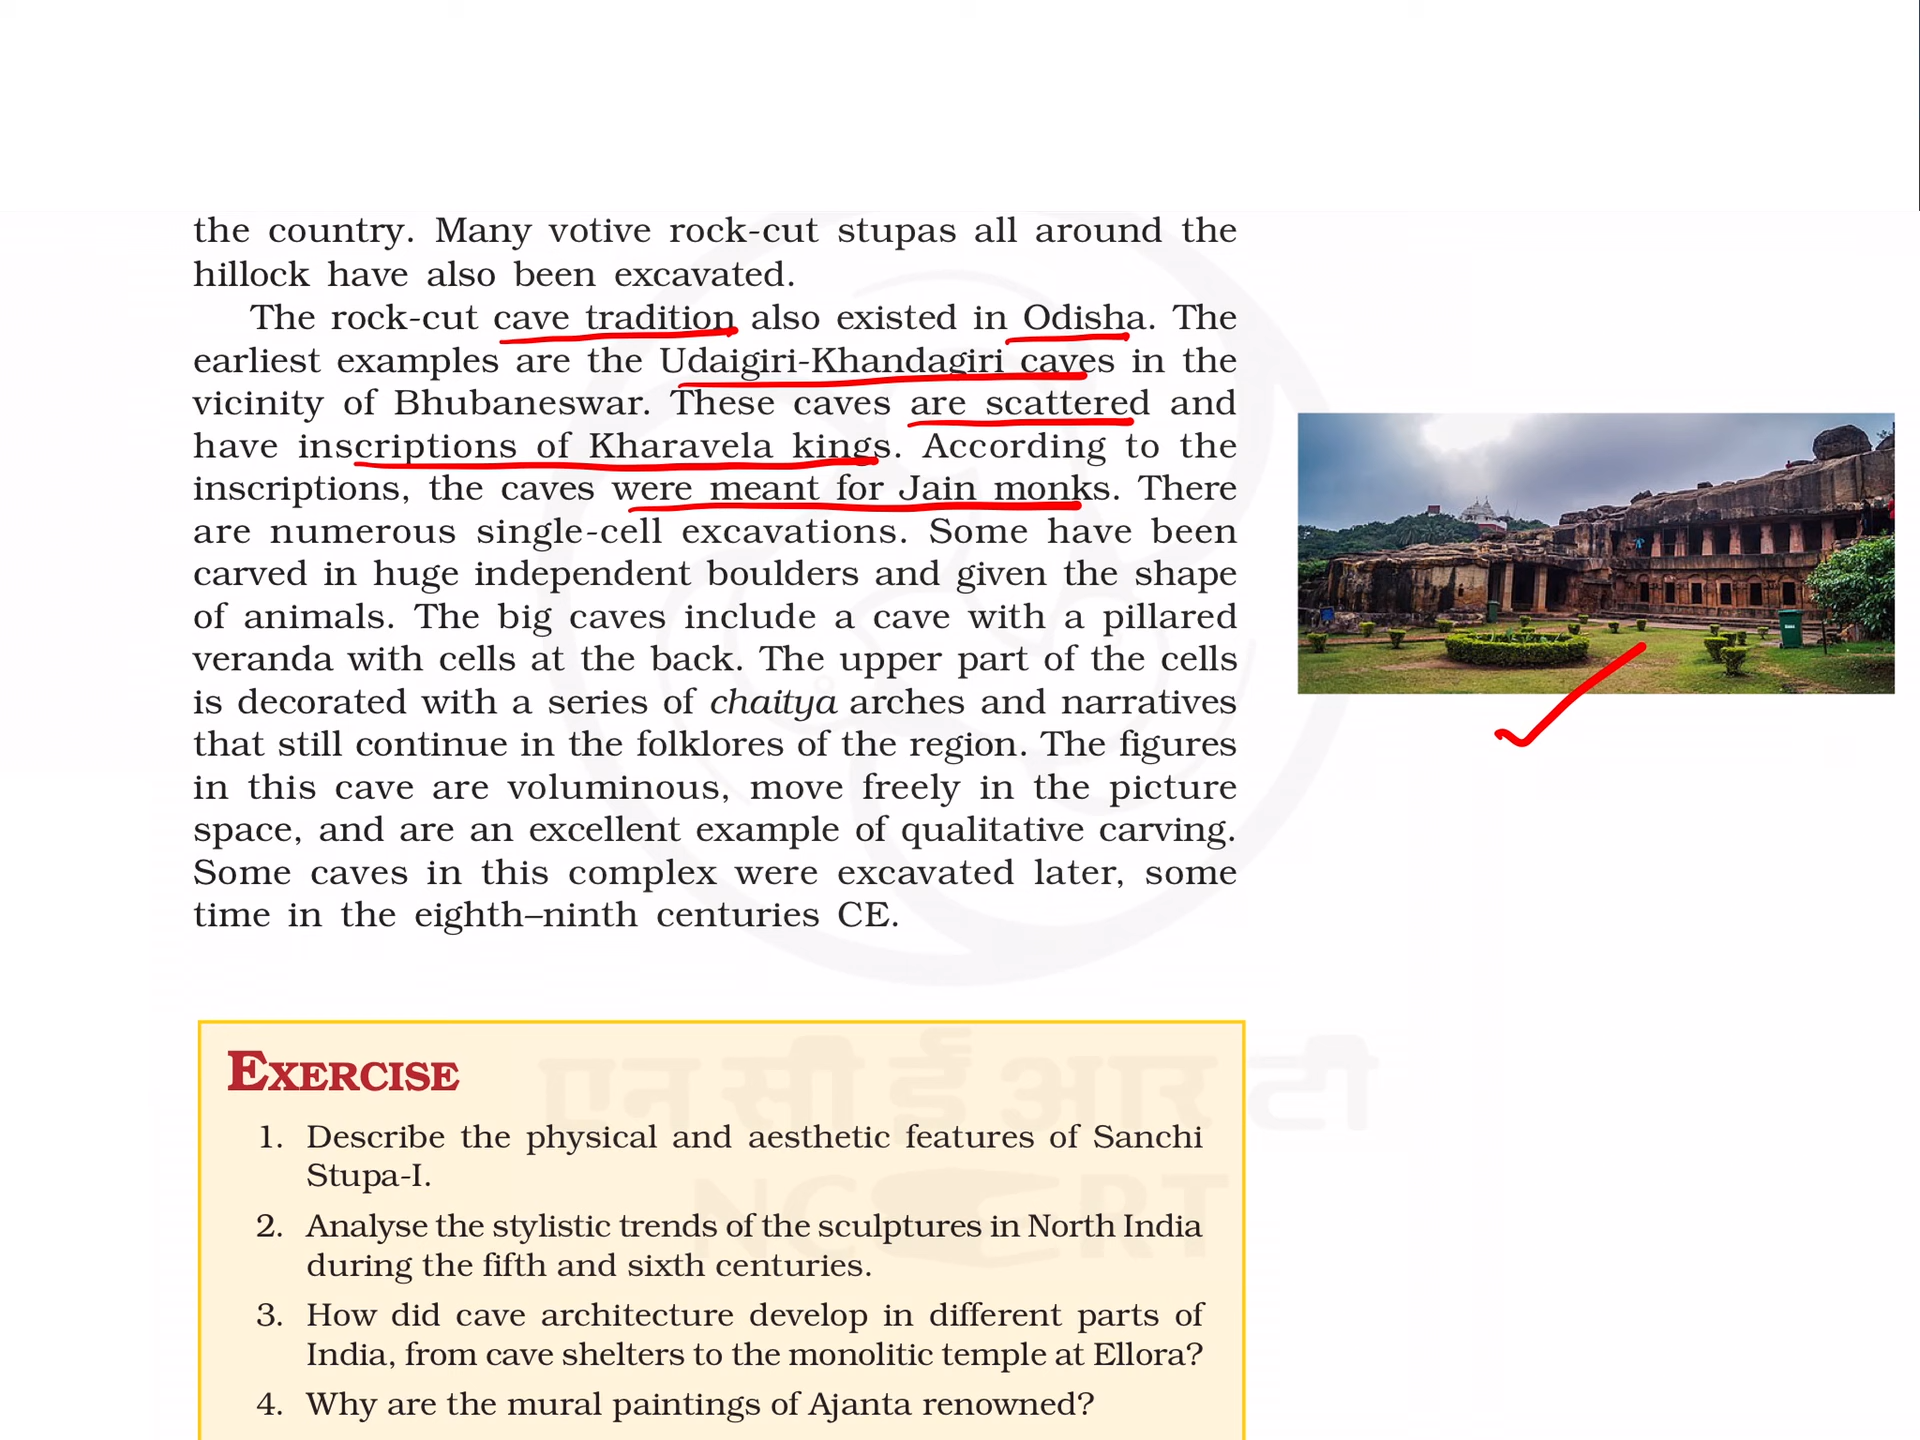 the country. Many votive rock-cut stupas all around the
hillock have also been excavated.
The rock-cut cave tradition also existed in Odisha. The
earliest examples are the Udaigiri-Khandagiri caves in the
vicinity of Bhubaneswar. These caves are scattered and
have inscriptions of Kharavela kings. According to the
inscriptions, the caves were meant for Jain monks. There
are numerous single-cell excavations. Some have been
carved in huge independent boulders and given the shape
of animals. The big caves include a cave with a pillared
veranda with cells at the back. The upper part of the cells
is decorated with a series of chaitya arches and narratives
that still continue in the folklores of the region. The figures
in this cave are voluminous, move freely in the picture
space, and are an excellent example of qualitative carving.
Some caves in this complex were excavated later, some
time in the eighth–ninth centuries CE.
EXERCISE
1. Describe the physical and aesthetic features of Sanchi
Stupa-I.
2. Analyse the stylistic trends of the sculptures in North India
during the fifth and sixth centuries.
3. How did cave architecture develop in different parts of
India, from cave shelters to the monolitic temple at Ellora?
4. Why are the mural paintings of Ajanta renowned?
एन सी ई आर टी
NCERT